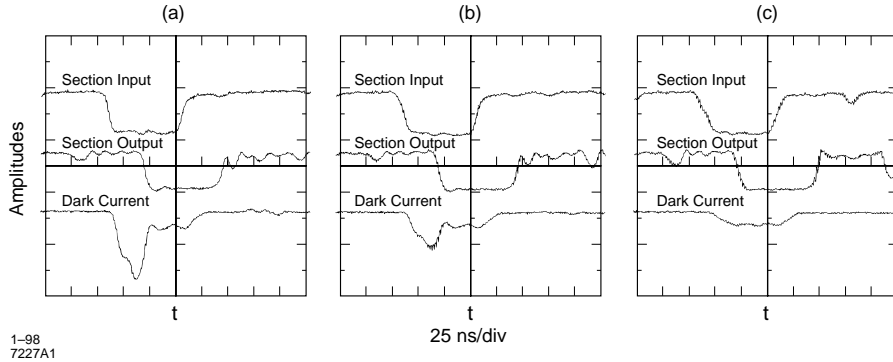 (a) (b) (c)
Section Input Section Input Section Input
Section Output Section Output Section Output
Dark Current Dark Current Dark Current
Amplitudes
t t t
25 ns/div
1–98
7227A1